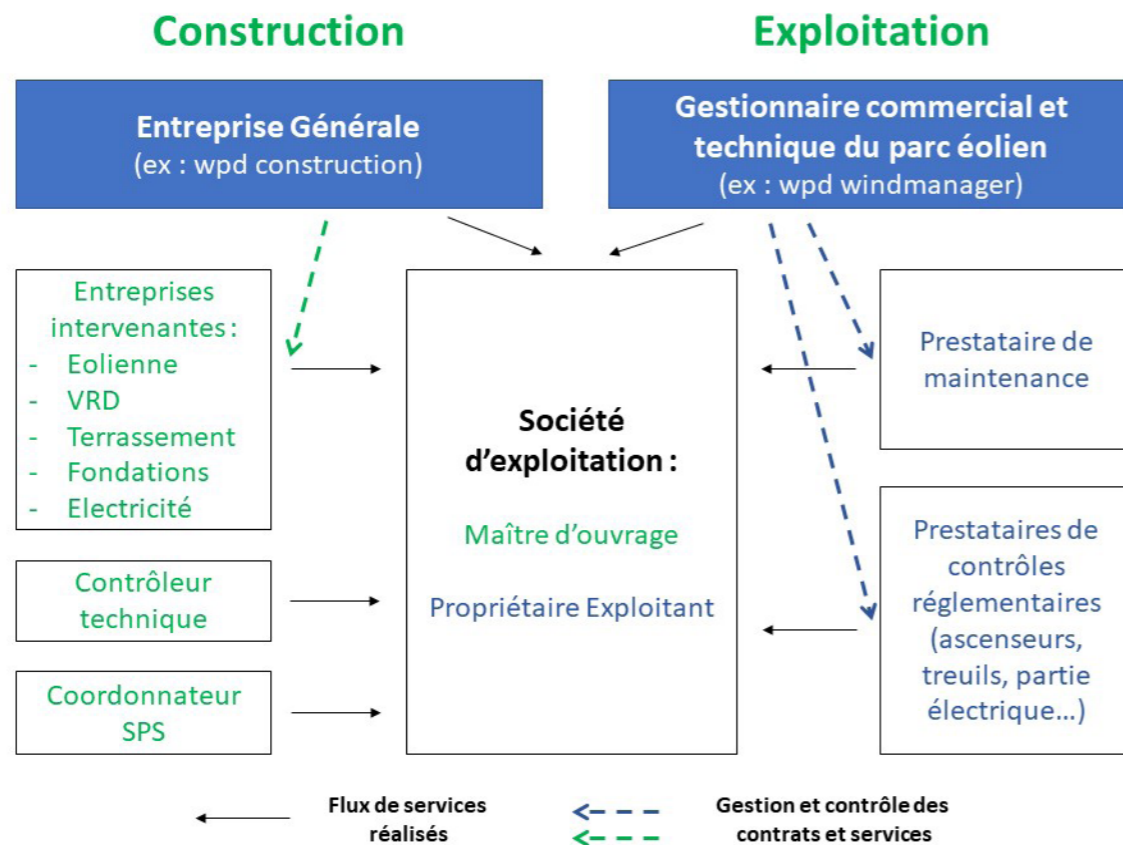 Construction
Exploitation
Entreprise Générale
(ex : wpd construction)
Gestionnaire commercial et
technique du parc éolien
(ex : wpd windmanager)
Entreprises
intervenantes :
- Eolienne
- VRD
- Terrassement
- Fondations
- Electricité
Contrôleur
technique
Coordonnateur
SPS
Société
d'exploitation :
Maître d'ouvrage
Propriétaire Exploitant
Prestataire de
maintenance
Prestataires de
contrôles
réglementaires
(ascenseurs,
treuils, partie
électrique…)
Flux de services
réalisés
Gestion et contrôle des
contrats et services